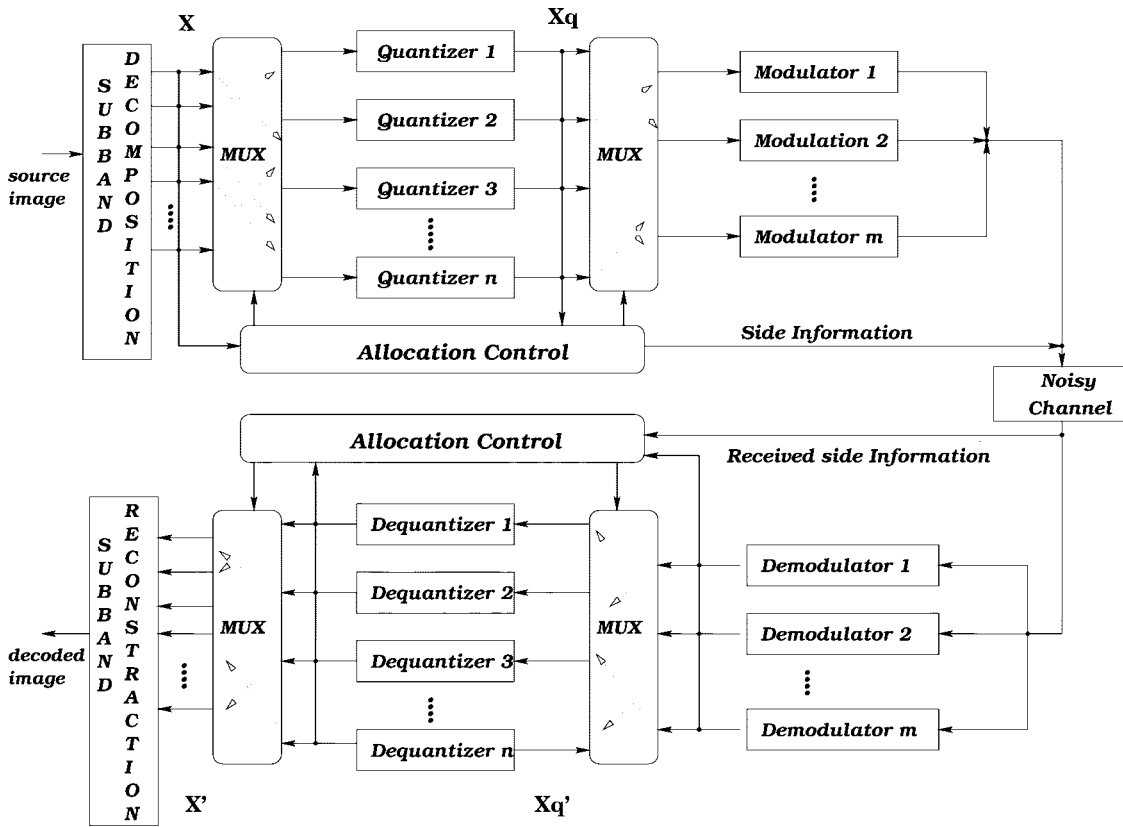 X
Xq
SUBBAND
DECOMPOSITION
source
image
MUX
Quantizer 1
Quantizer 2
Quantizer 3
Quantizer n
MUX
Modulator 1
Modulation 2
Modulator m
Allocation Control
Side Information
Noisy
Channel
Allocation Control
Received side Information
SUBBAND
RECONSTRACTION
decoded
image
MUX
Dequantizer 1
Dequantizer 2
Dequantizer 3
Dequantizer n
MUX
Demodulator 1
Demodulator 2
Demodulator m
X'
Xq'